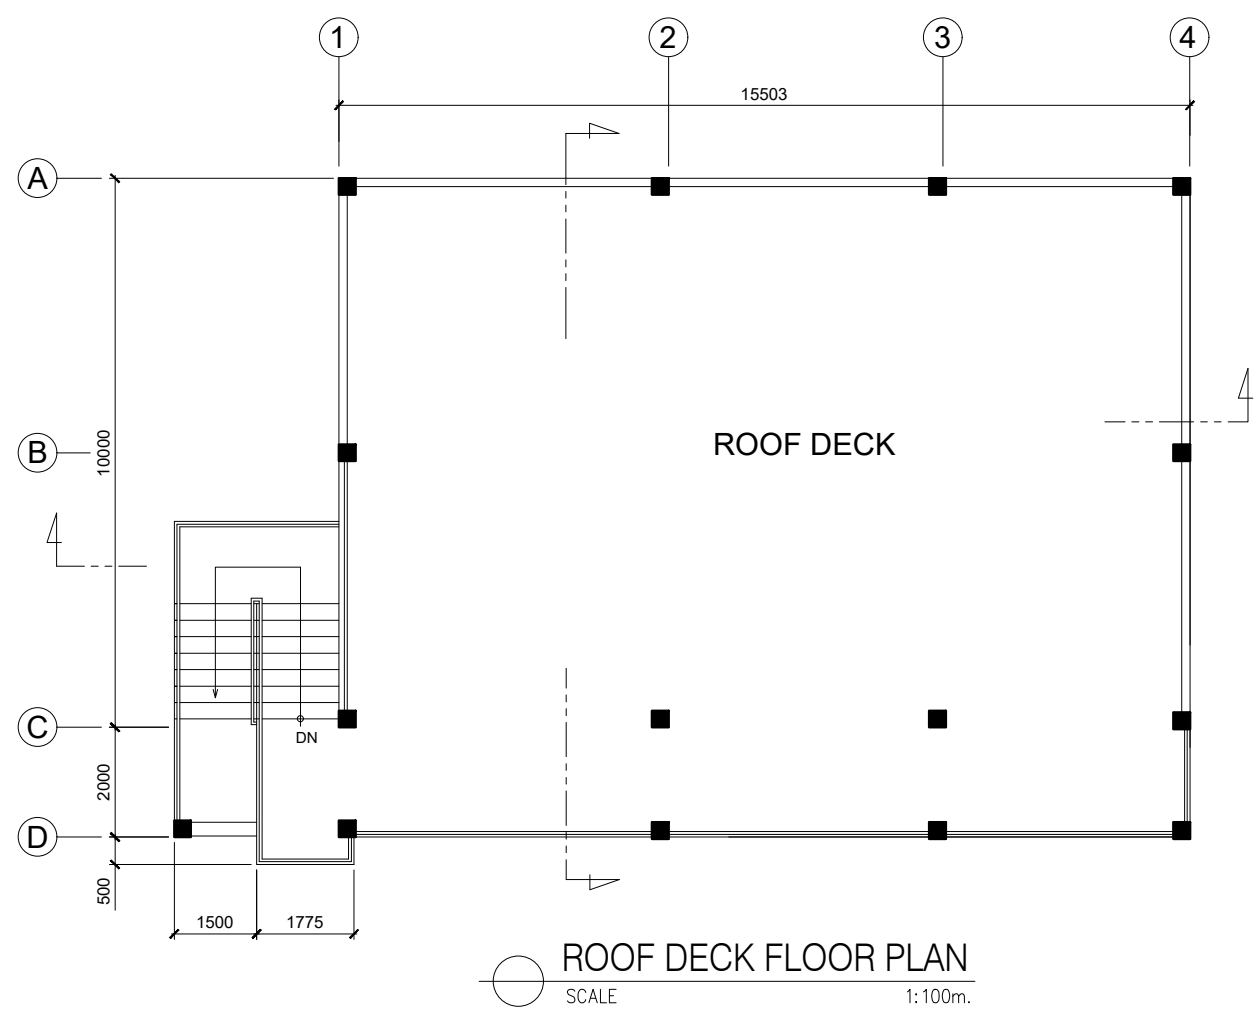 1 2 3 4
15503
A
ROOF DECK
B
10000
C
DN
2000
D
500
1500 1775
ROOF DECK FLOOR PLAN
SCALE 1:100m.